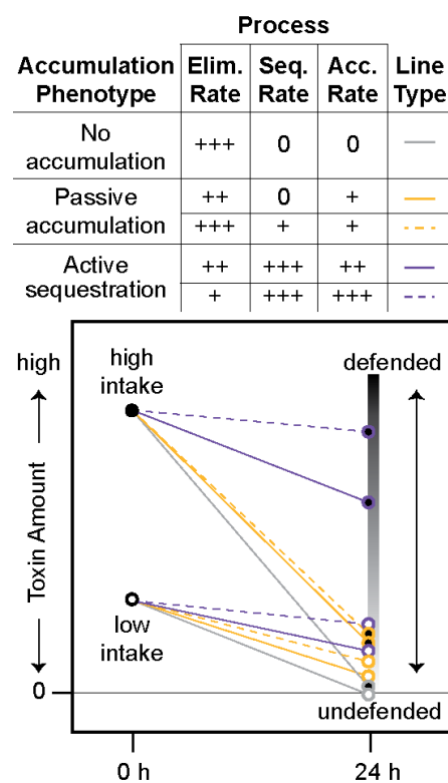 Process
Accumulation Phenotype Elim. Rate Seq. Rate Acc. Rate Line Type
No accumulation +++ 0 0
Passive accumulation ++ 0 +
+++ + +
Active sequestration ++ +++ ++
+ +++ +++
high
high intake
defended
Toxin Amount
low intake
0
undefended
0 h 24 h